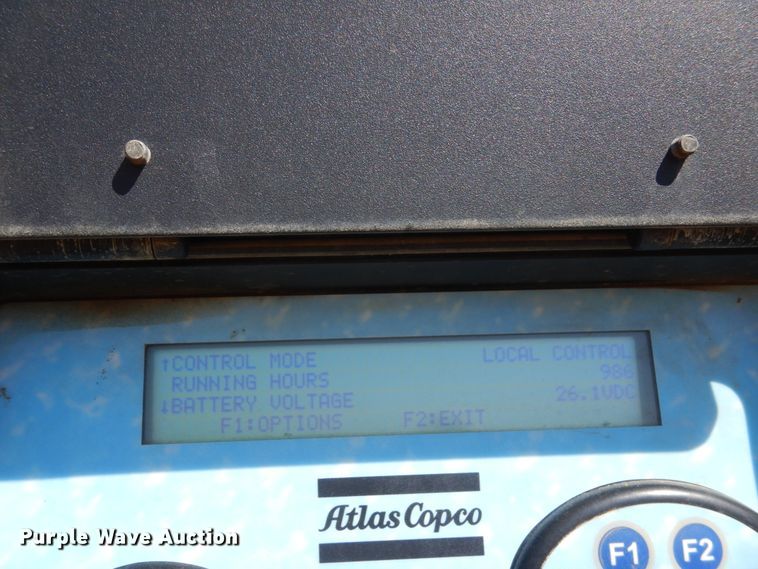 ↑CONTROL MODE LOCAL CONTROL
RUNNING HOURS 986
↓BATTERY VOLTAGE 26.1VDC
F1:OPTIONS F2:EXIT
Atlas Copco
F1 F2
Purple Wave Auction